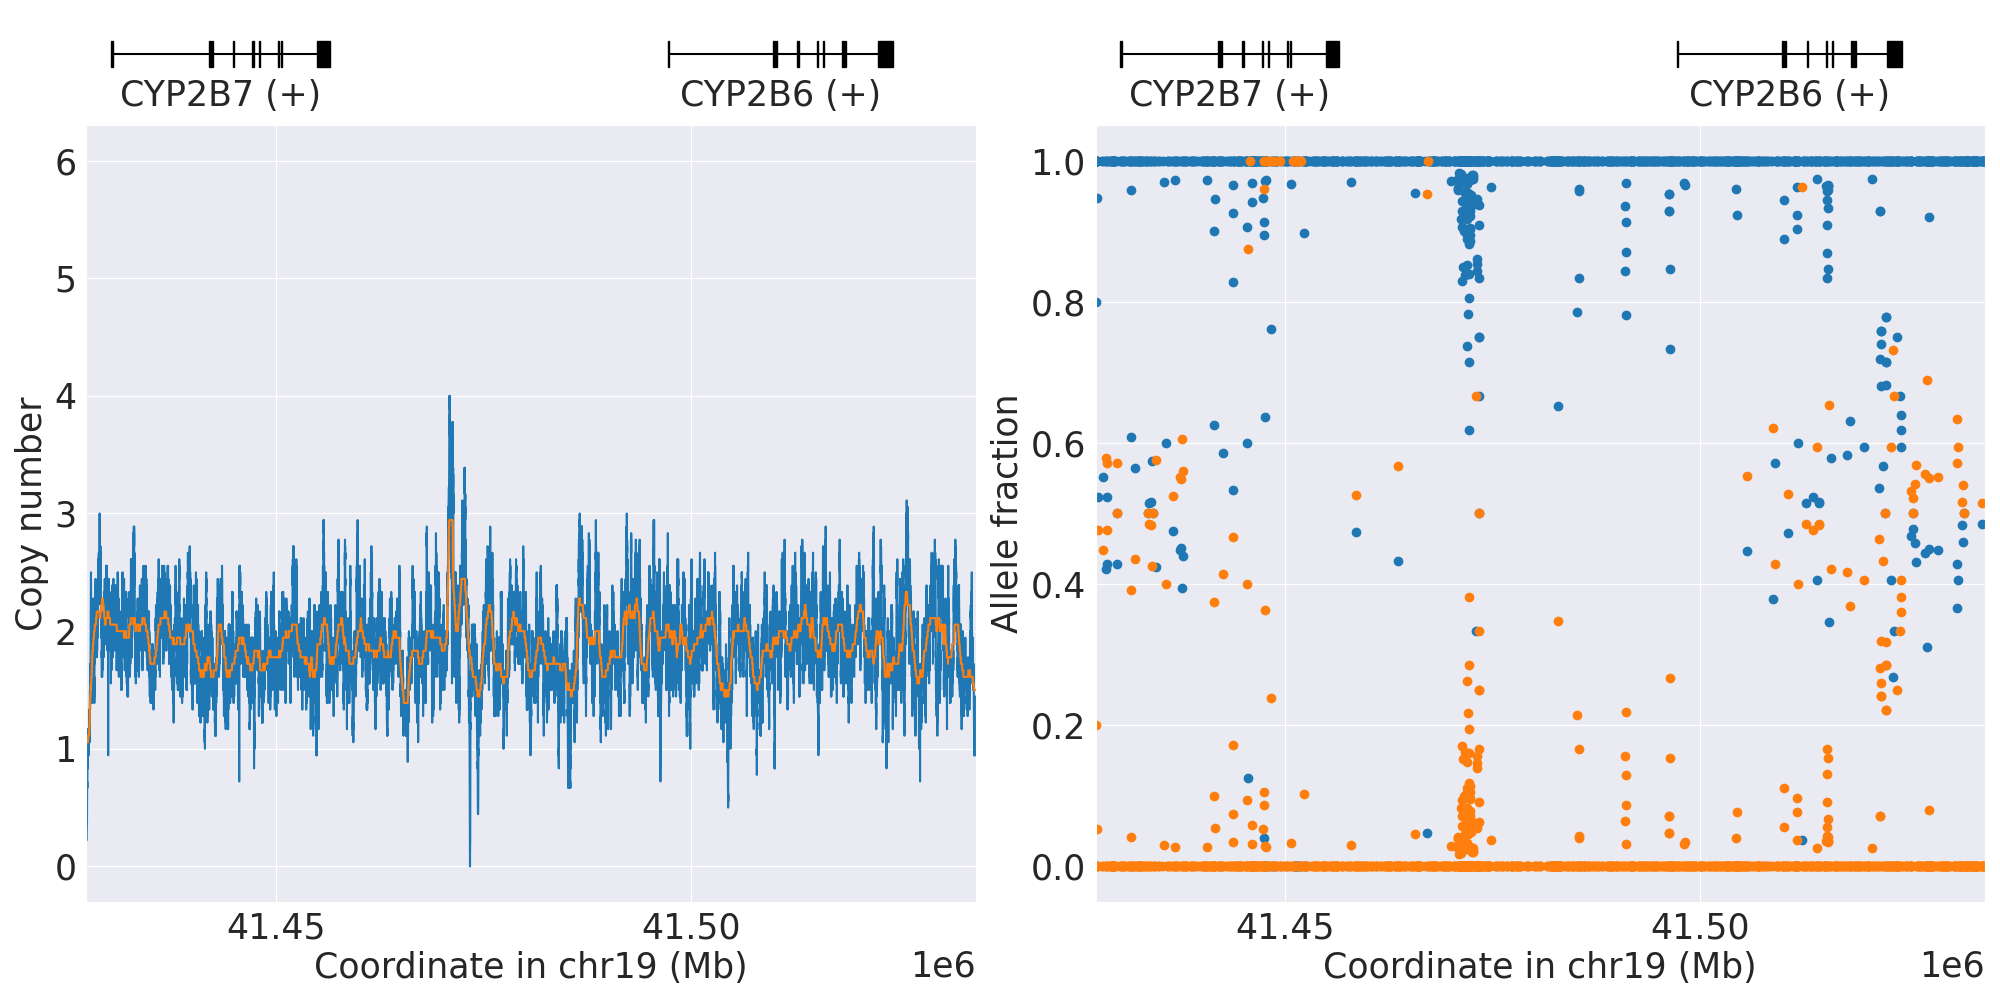 CYP2B7 (+)
CYP2B6 (+)
Copy number
6
5
4
3
2
1
0
41.45
41.50
Coordinate in chr19 (Mb)
1e6
CYP2B7 (+)
CYP2B6 (+)
Allele fraction
1.0
0.8
0.6
0.4
0.2
0.0
41.45
41.50
Coordinate in chr19 (Mb)
1e6